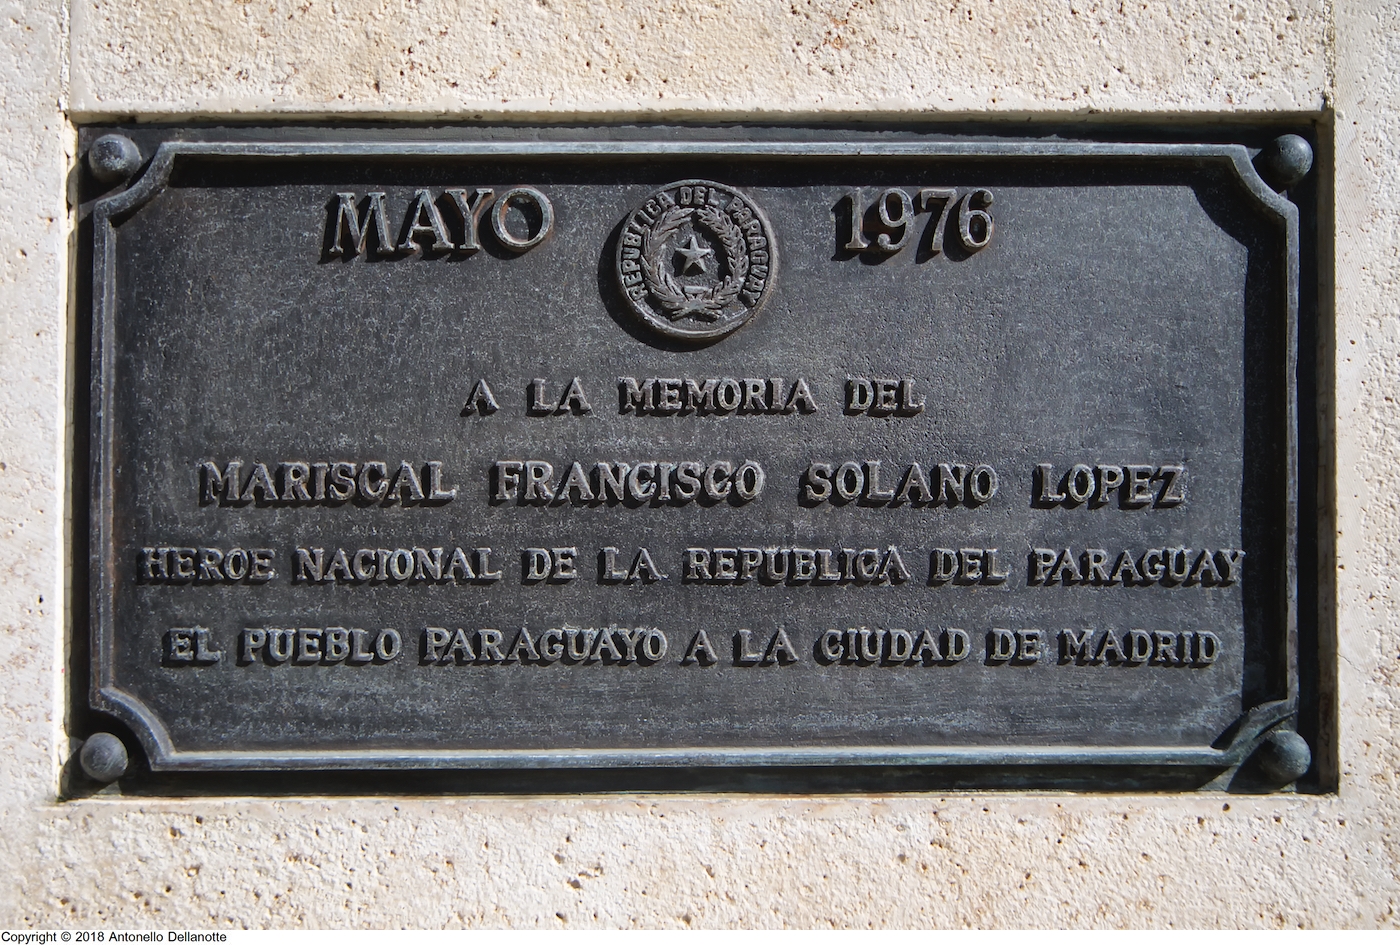 MAYO 1976
REPUBLICA DEL PARAGUAY
A LA MEMORIA DEL
MARISCAL FRANCISCO SOLANO LOPEZ
HEROE NACIONAL DE LA REPUBLICA DEL PARAGUAY
EL PUEBLO PARAGUAYO A LA CIUDAD DE MADRID
Copyright © 2018 Antonello Dellanotte